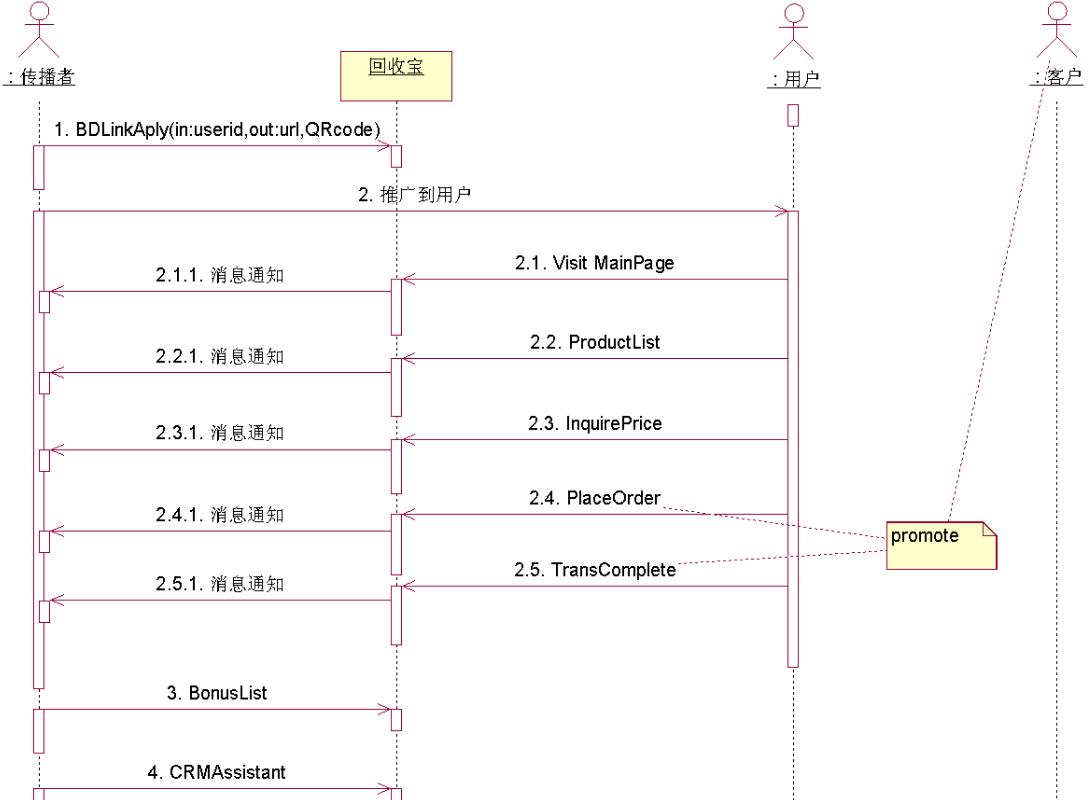 : 传播者
回收宝
: 用户
: 客户
1. BDLinkAply(in:userid,out:url,QRcode)
2. 推广到用户
2.1. Visit MainPage
2.1.1. 消息通知
2.2. ProductList
2.2.1. 消息通知
2.3. InquirePrice
2.3.1. 消息通知
2.4. PlaceOrder
2.4.1. 消息通知
promote
2.5. TransComplete
2.5.1. 消息通知
3. BonusList
4. CRMAssistant